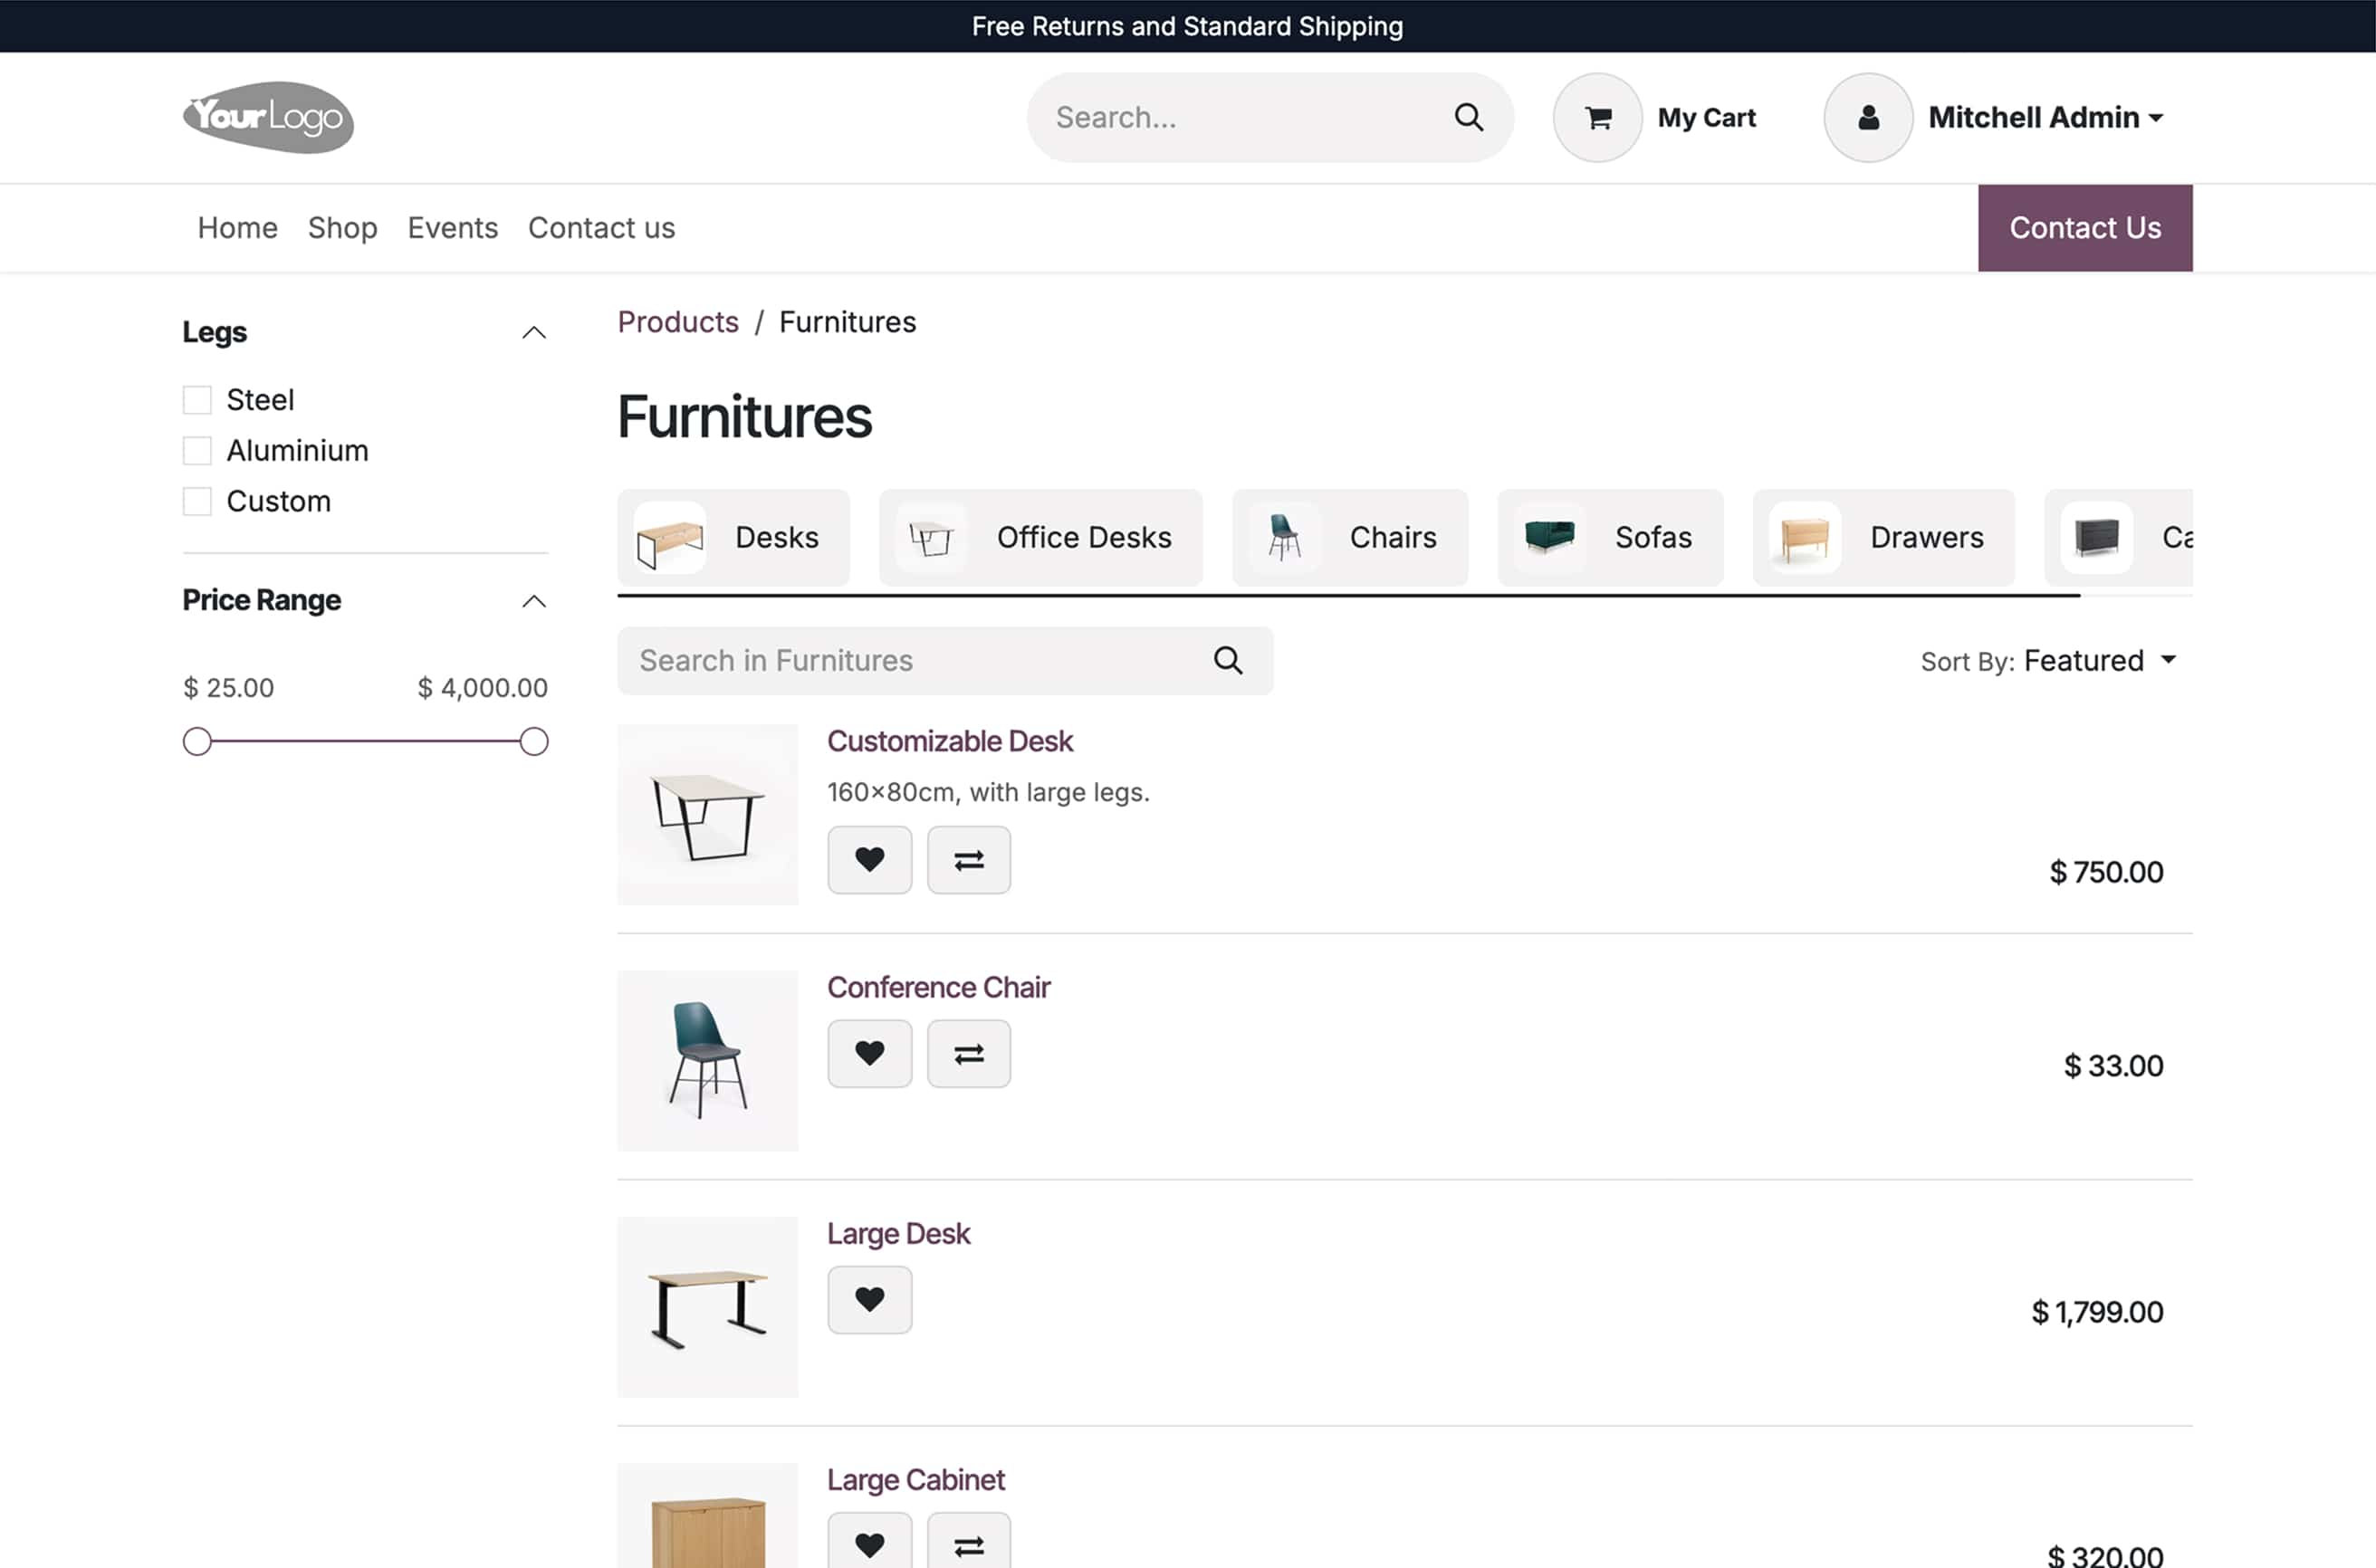 Free Returns and Standard Shipping
YourLogo
Search...
My Cart
Mitchell Admin
Home
Shop
Events
Contact us
Contact Us
Legs
Steel
Aluminium
Custom
Price Range
$ 25.00
$ 4,000.00
Products / Furnitures
Furnitures
Desks
Office Desks
Chairs
Sofas
Drawers
Ca
Search in Furnitures
Sort By: Featured
Customizable Desk
160×80cm, with large legs.
$ 750.00
Conference Chair
$ 33.00
Large Desk
$ 1,799.00
Large Cabinet
$ 320.00